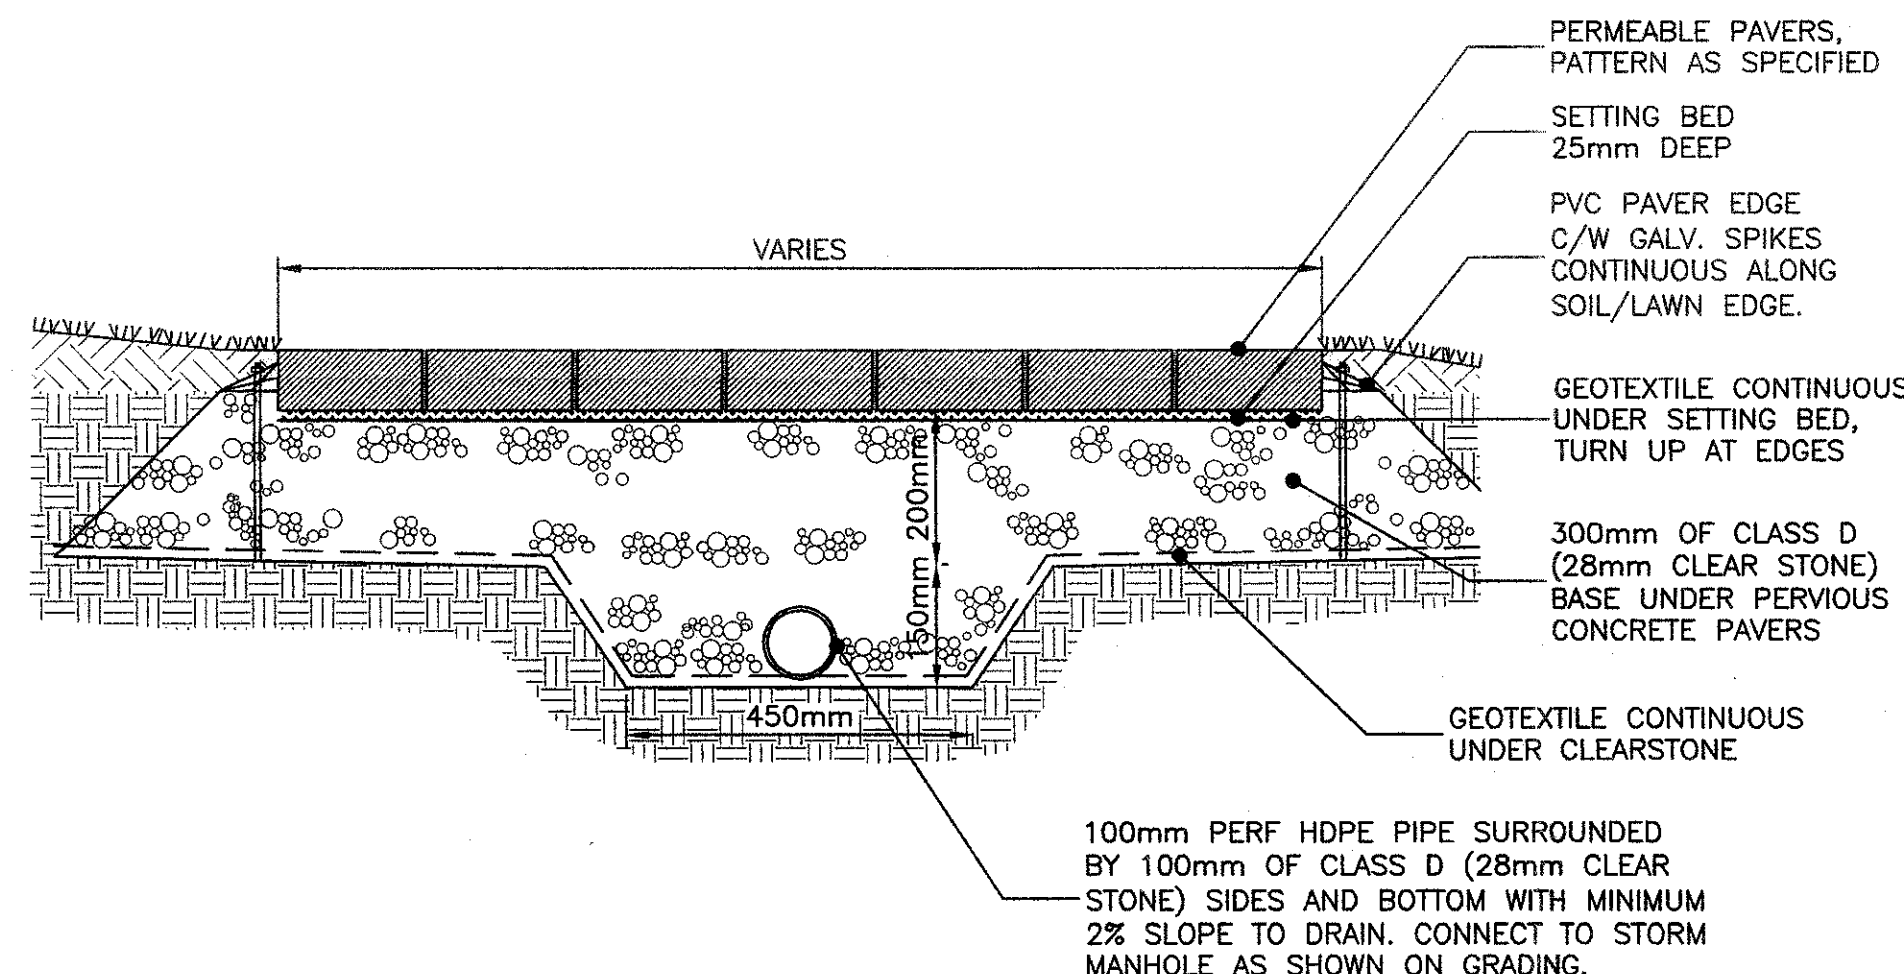 PERMEABLE PAVERS,
PATTERN AS SPECIFIED
SETTING BED
25mm DEEP
PVC PAVER EDGE
C/W GALV. SPIKES
CONTINUOUS ALONG
SOIL/LAWN EDGE.
VARIES
GEOTEXTILE CONTINUOUS
UNDER SETTING BED,
TURN UP AT EDGES
200mm
300mm OF CLASS D
(28mm CLEAR STONE)
BASE UNDER PERVIOUS
CONCRETE PAVERS
150mm
450mm
GEOTEXTILE CONTINUOUS
UNDER CLEARSTONE
100mm PERF HDPE PIPE SURROUNDED
BY 100mm OF CLASS D (28mm CLEAR
STONE) SIDES AND BOTTOM WITH MINIMUM
2% SLOPE TO DRAIN. CONNECT TO STORM
MANHOLE AS SHOWN ON GRADING.